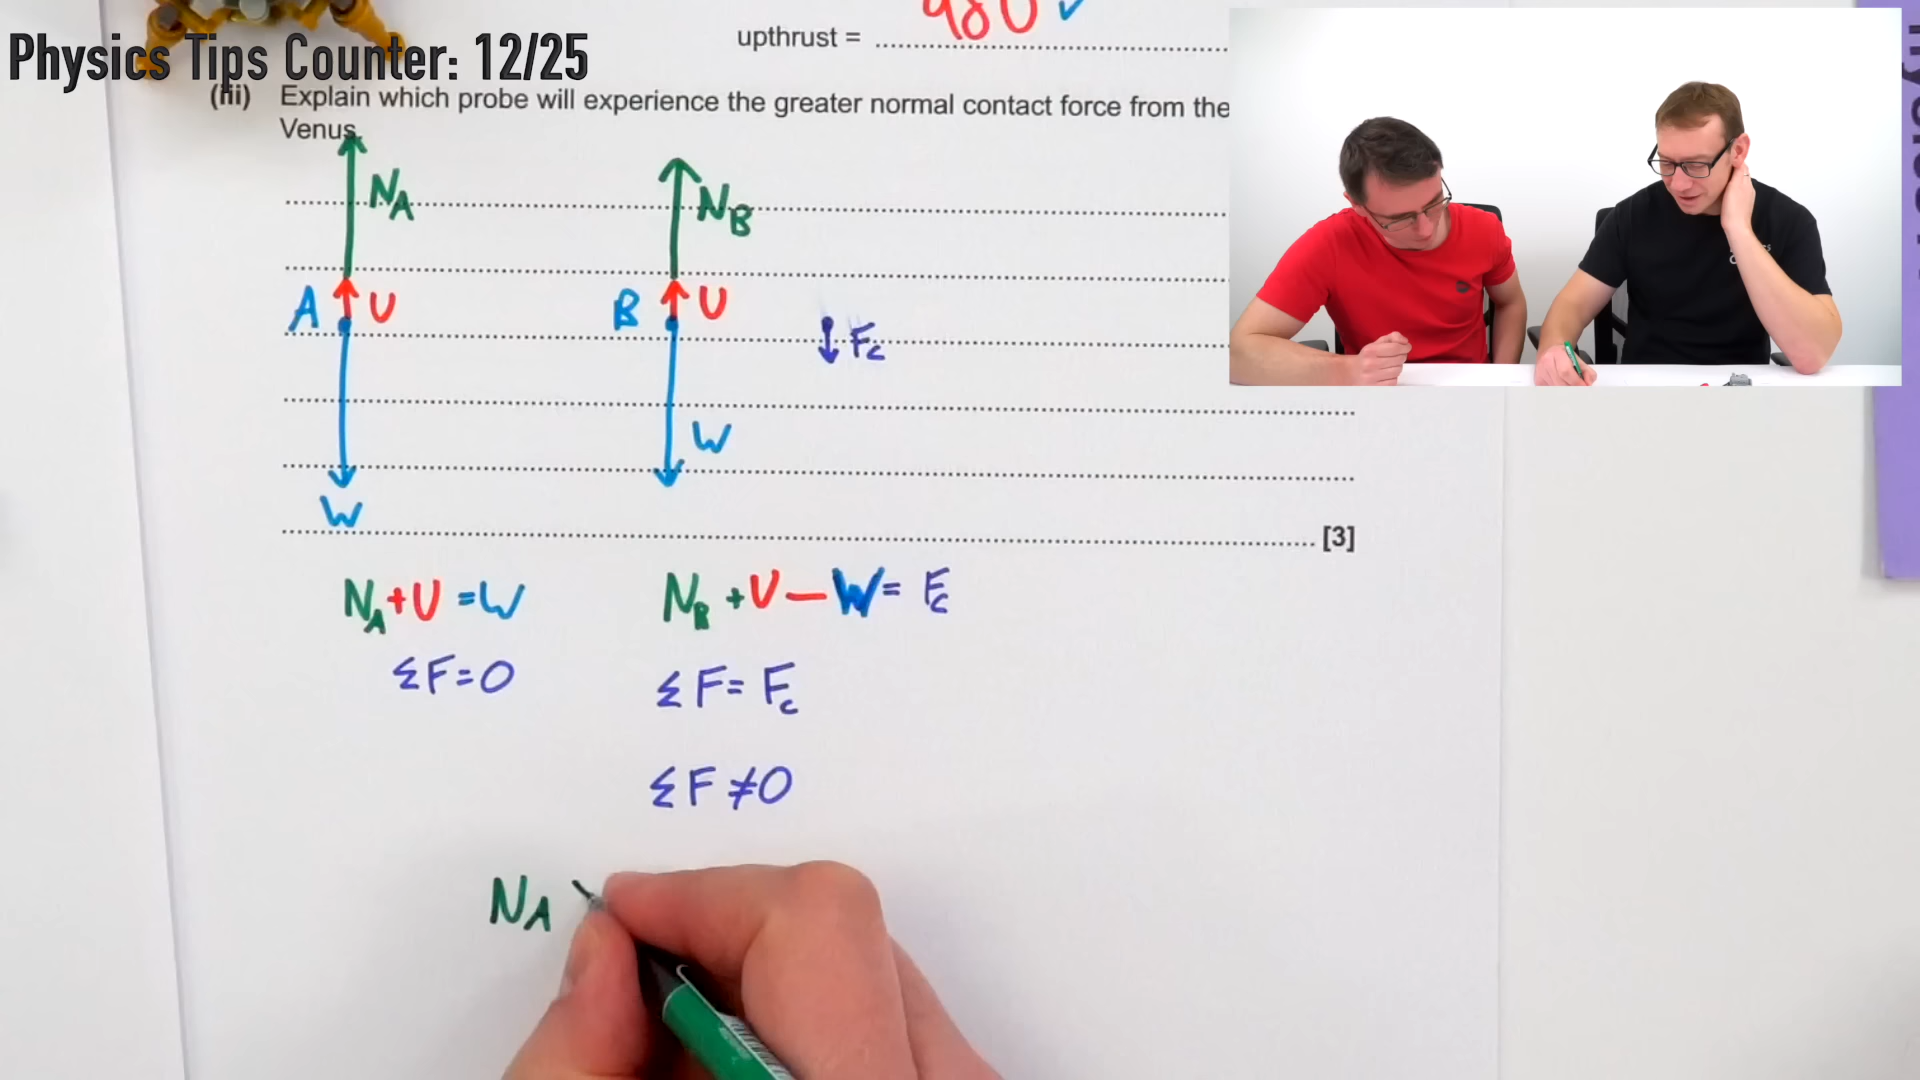 Physics Tips Counter: 12/25
upthrust = 980 ✓
(iii) Explain which probe will experience the greater normal contact force from the
Venus.
NA
NB
A U
B U
Fc
W
W
[3]
NA+U=W
NB+U-W=Fc
ΣF=0
ΣF=Fc
ΣF≠0
NA >